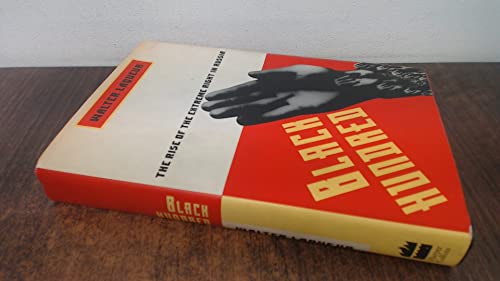 WALTER LAQUEUR
THE RISE OF THE EXTREME RIGHT IN RUSSIA
BLACK
HUNDRED
BLACK
HUNDRED
WALTER LAQUEUR